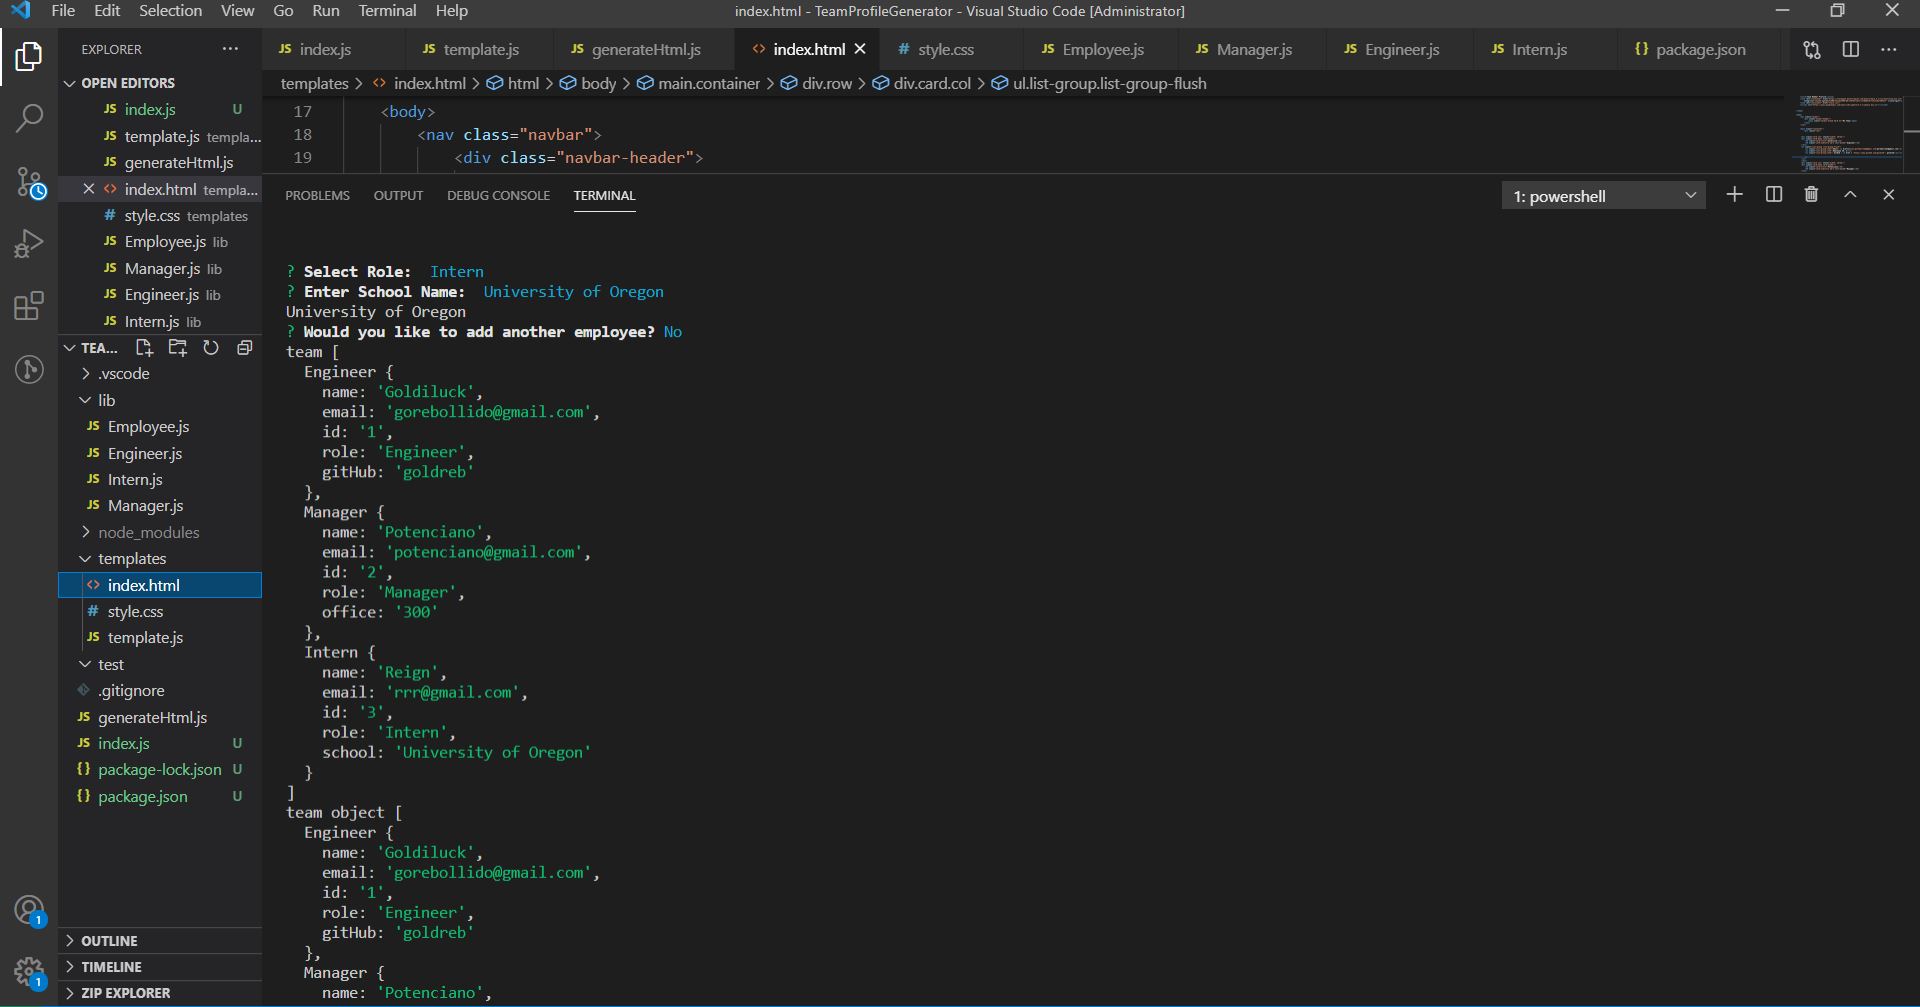 File Edit Selection View Go Run Terminal Help
index.html - TeamProfileGenerator - Visual Studio Code [Administrator]
EXPLORER
JS index.js
JS template.js
JS generateHtml.js
<> index.html
# style.css
JS Employee.js
JS Manager.js
JS Engineer.js
JS Intern.js
{} package.json
templates > <> index.html > html > body > main.container > div.row > div.card.col > ul.list-group.list-group-flush
OPEN EDITORS
JS index.js U
JS template.js templa...
JS generateHtml.js
<> index.html templa...
# style.css templates
JS Employee.js lib
JS Manager.js lib
JS Engineer.js lib
JS Intern.js lib
TEA...
.vscode
lib
JS Employee.js
JS Engineer.js
JS Intern.js
JS Manager.js
node_modules
templates
<> index.html
# style.css
JS template.js
test
.gitignore
JS generateHtml.js
JS index.js U
{} package-lock.json U
{} package.json U
OUTLINE
TIMELINE
ZIP EXPLORER
1
1
17 <body>
18 <nav class="navbar">
19 <div class="navbar-header">
PROBLEMS OUTPUT DEBUG CONSOLE TERMINAL
1: powershell
? Select Role: Intern
? Enter School Name: University of Oregon
University of Oregon
? Would you like to add another employee? No
team [
Engineer {
name: 'Goldiluck',
email: 'gorebollido@gmail.com',
id: '1',
role: 'Engineer',
gitHub: 'goldreb'
},
Manager {
name: 'Potenciano',
email: 'potenciano@gmail.com',
id: '2',
role: 'Manager',
office: '300'
},
Intern {
name: 'Reign',
email: 'rrr@gmail.com',
id: '3',
role: 'Intern',
school: 'University of Oregon'
}
]
team object [
Engineer {
name: 'Goldiluck',
email: 'gorebollido@gmail.com',
id: '1',
role: 'Engineer',
gitHub: 'goldreb'
},
Manager {
name: 'Potenciano',